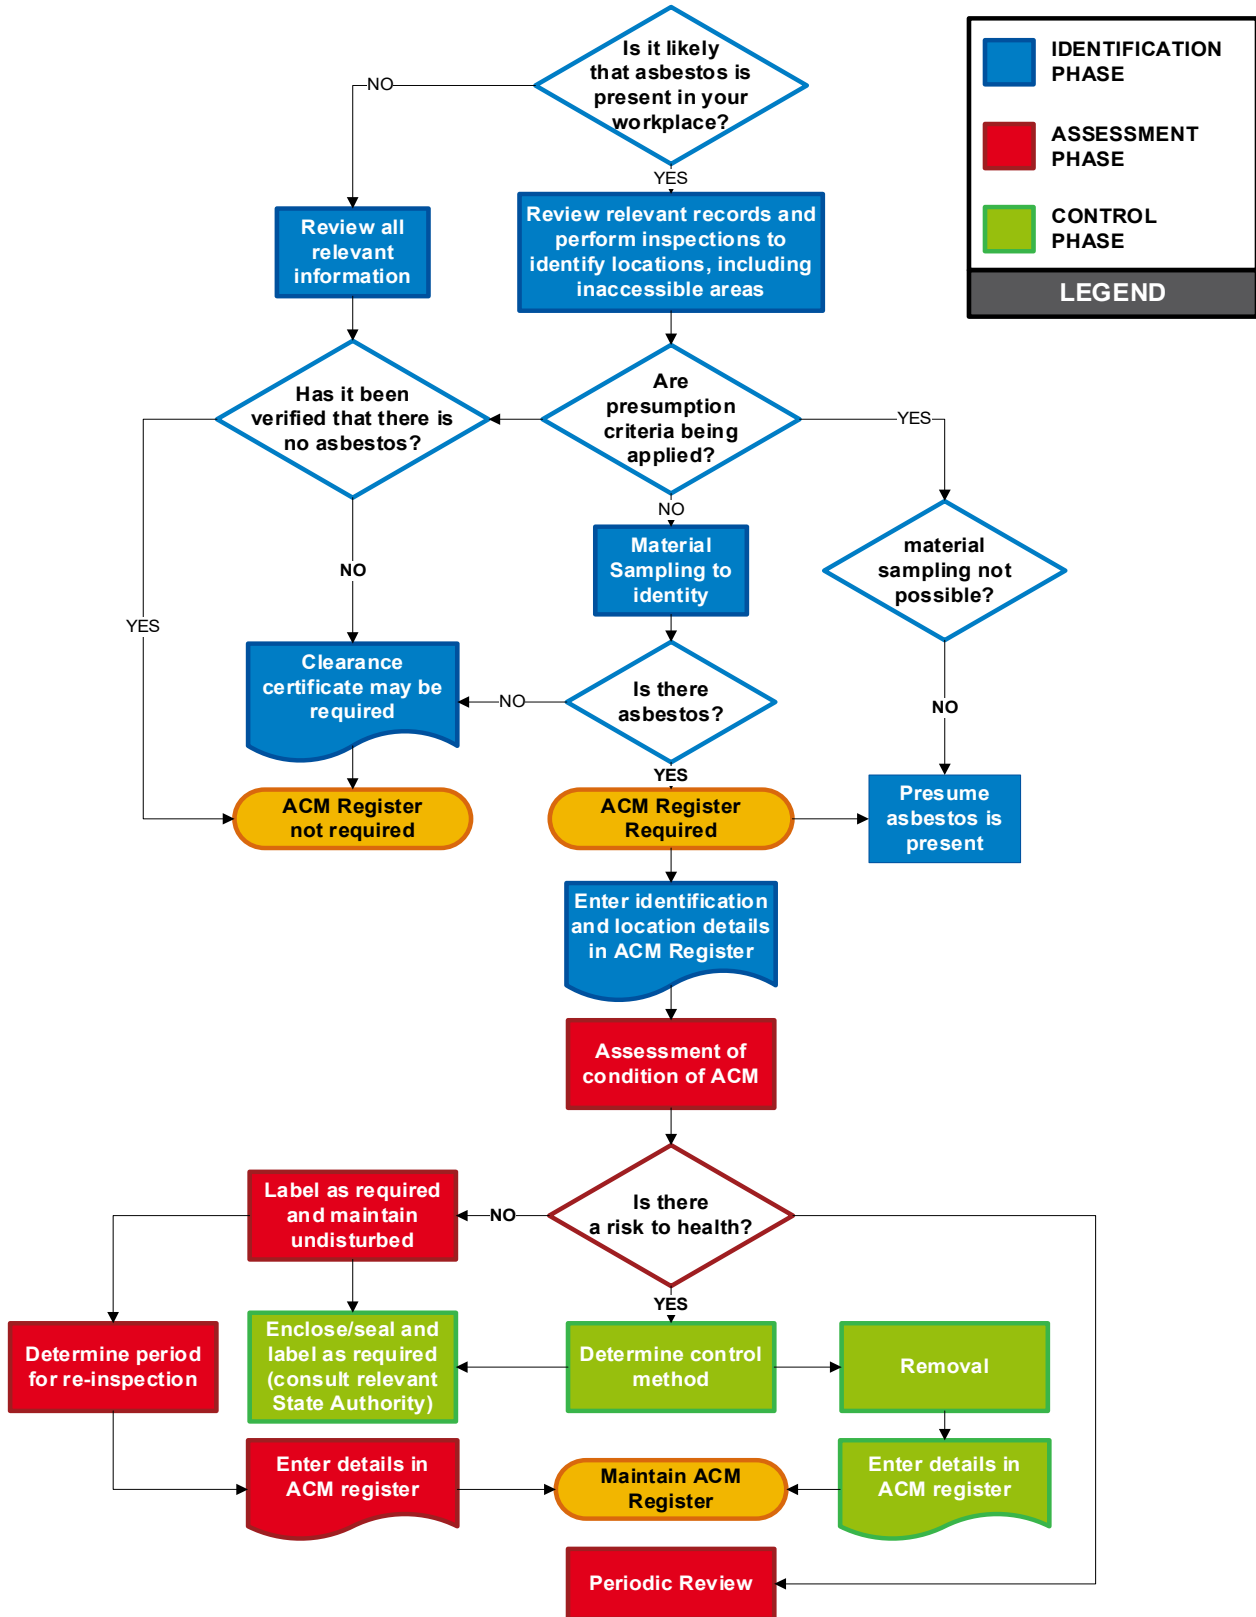 Is it likely
that asbestos is
present in your
workplace?
NO
YES
IDENTIFICATION
PHASE
ASSESSMENT
PHASE
CONTROL
PHASE
LEGEND
Review all
relevant
information
Review relevant records and
perform inspections to
identify locations, including
inaccessible areas
Has it been
verified that there is
no asbestos?
Are
presumption
criteria being
applied?
YES
NO
Material
Sampling to
identity
material
sampling not
possible?
NO
YES
Clearance
certificate may be
required
NO
Is there
asbestos?
NO
YES
ACM Register
not required
ACM Register
Required
Presume
asbestos is
present
Enter identification
and location details
in ACM Register
Assessment of
condition of ACM
Label as required
and maintain
undisturbed
NO
Is there
a risk to health?
YES
Determine period
for re-inspection
Enclose/seal and
label as required
(consult relevant
State Authority)
Determine control
method
Removal
Enter details in
ACM register
Maintain ACM
Register
Enter details in
ACM register
Periodic Review